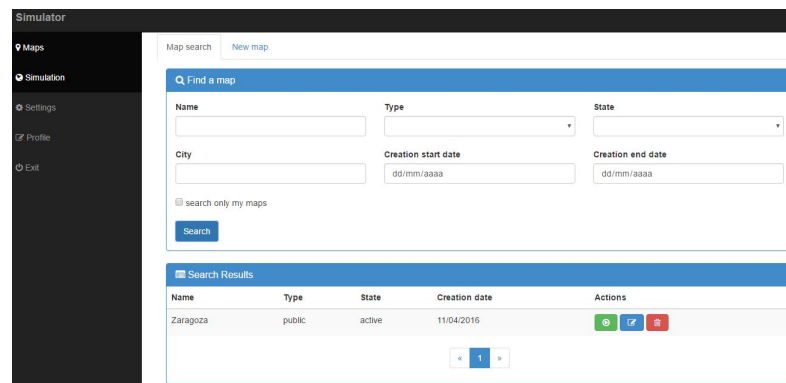 Simulator
Maps
Simulation
Settings
Profile
Exit
Map search New map
Find a map
Name Type State
City Creation start date Creation end date
dd/mm/aaaa dd/mm/aaaa
search only my maps
Search
Search Results
Name Type State Creation date Actions
Zaragoza public active 11/04/2016
« 1 »